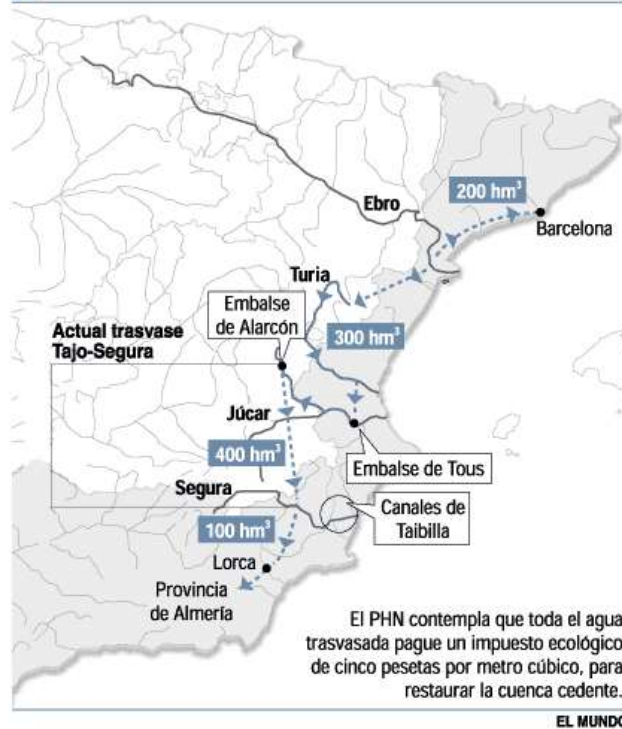 Ebro
200 hm³
Barcelona
Turia
Embalse
de Alarcón
300 hm³
Actual trasvase
Tajo-Segura
Júcar
400 hm³
Embalse de Tous
Segura
Canales de
Taibilla
100 hm³
Lorca
Provincia
de Almería
El PHN contempla que toda el agua
trasvasada pague un impuesto ecológico
de cinco pesetas por metro cúbico, para
restaurar la cuenca cedente.
EL MUNDO